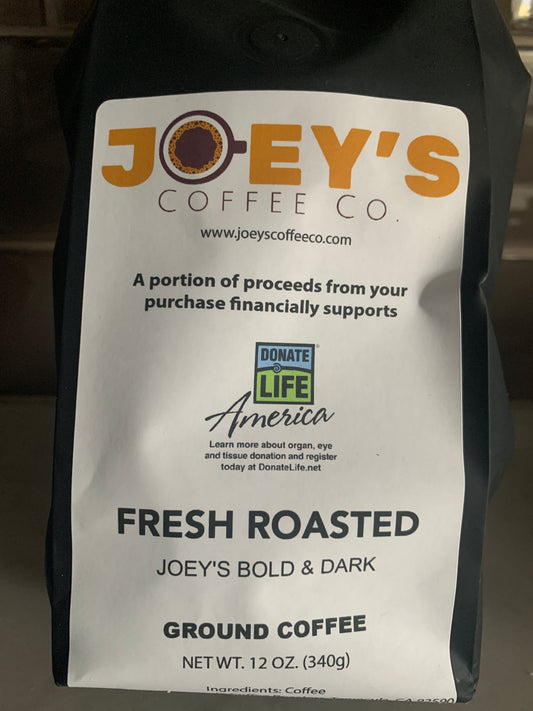 JOEY'S
COFFEE CO.
www.joeyscoffeeco.com
A portion of proceeds from your
purchase financially supports
DONATE
LIFE
America
Learn more about organ, eye
and tissue donation and register
today at DonateLife.net
FRESH ROASTED
JOEY'S BOLD & DARK
GROUND COFFEE
NET WT. 12 OZ. (340g)
Ingredients: Coffee